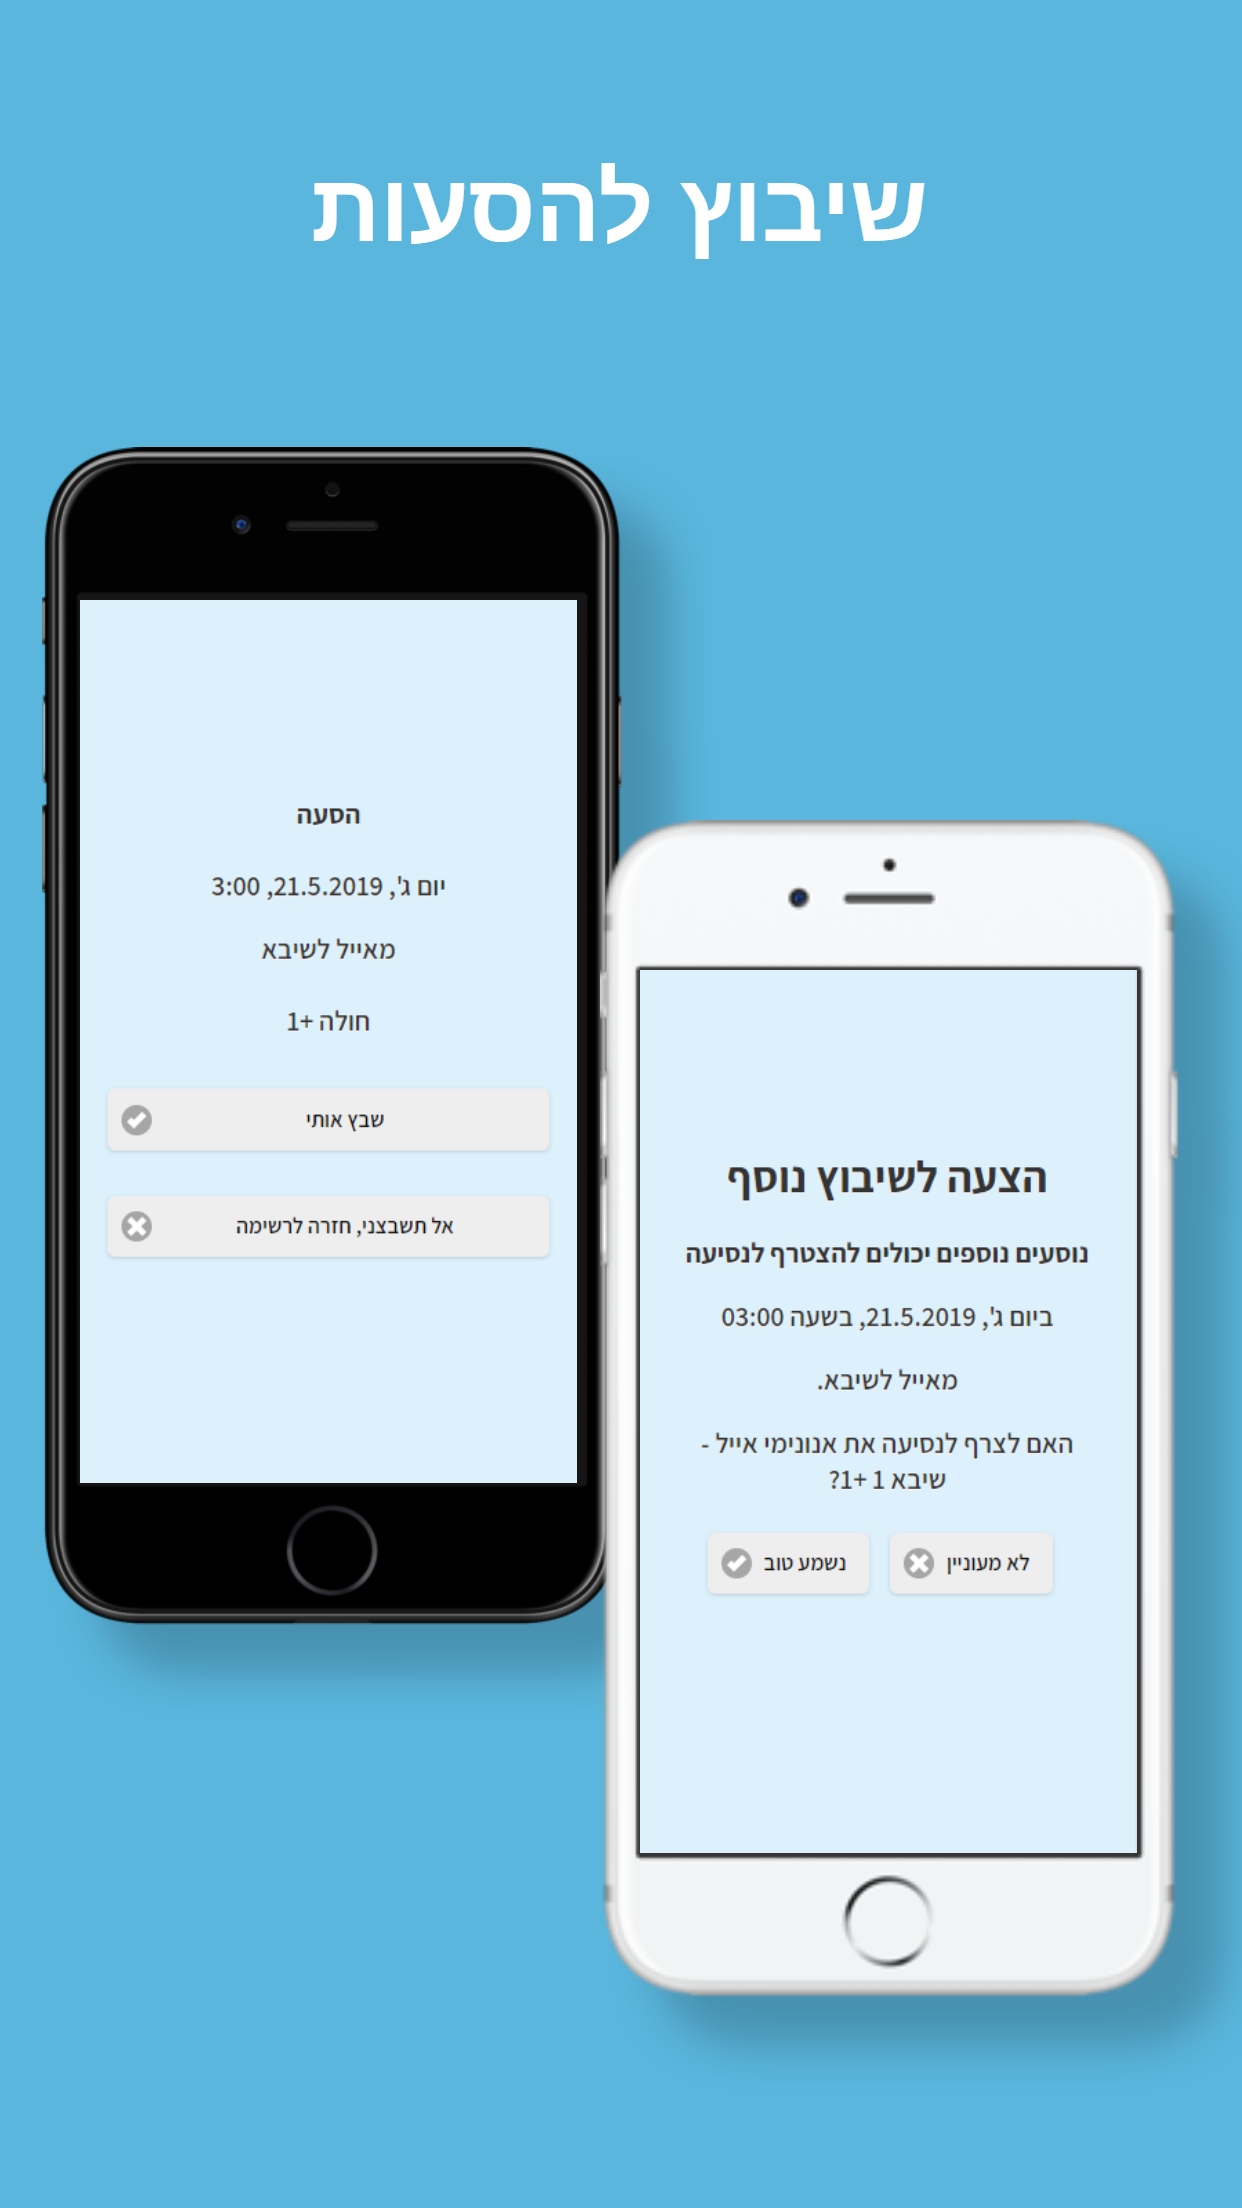 שיבוץ להסעות
הסעה
יום ג', 21.5.2019, 3:00
מאייל לשיבא
חולה +1
שבץ אותי
אל תשבצני, חזרה לרשימה
הצעה לשיבוץ נוסף
נוסעים נוספים יכולים להצטרף לנסיעה
ביום ג', 21.5.2019, בשעה 03:00
מאייל לשיבא.
האם לצרף לנסיעה את אנונימי אייל -
שיבא 1 +1?
לא מעוניין
נשמע טוב